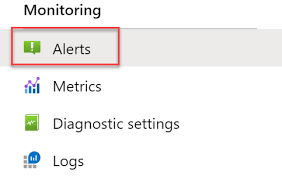 Monitoring
Alerts
Metrics
Diagnostic settings
Logs